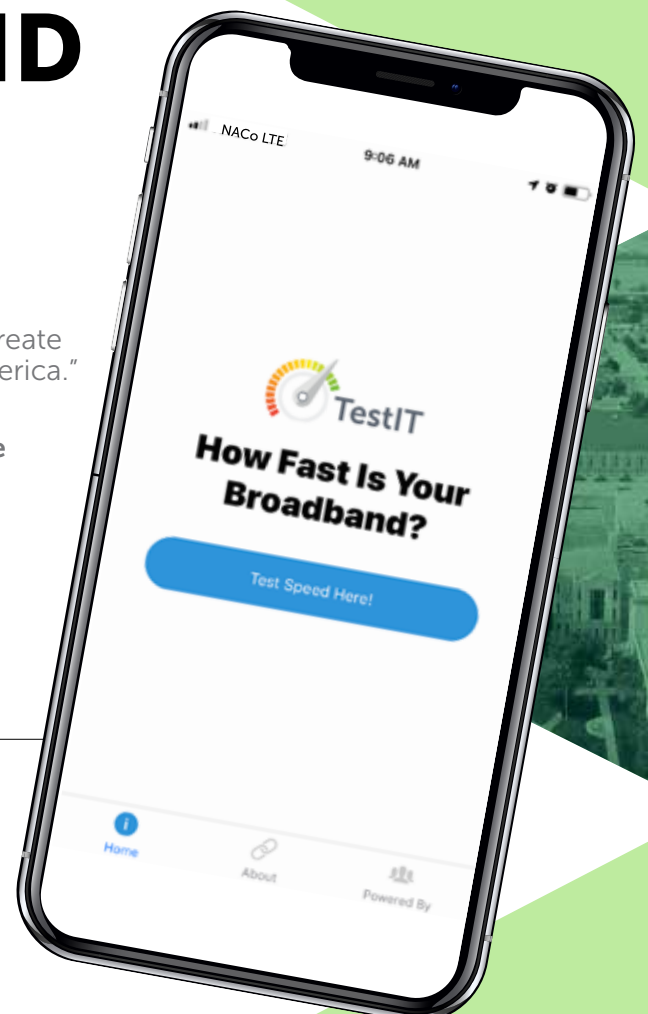 ND
reate
erica."
e
NACo LTE
9:06 AM
TestIT
How Fast Is Your
Broadband?
Test Speed Here!
Home
About
Powered By